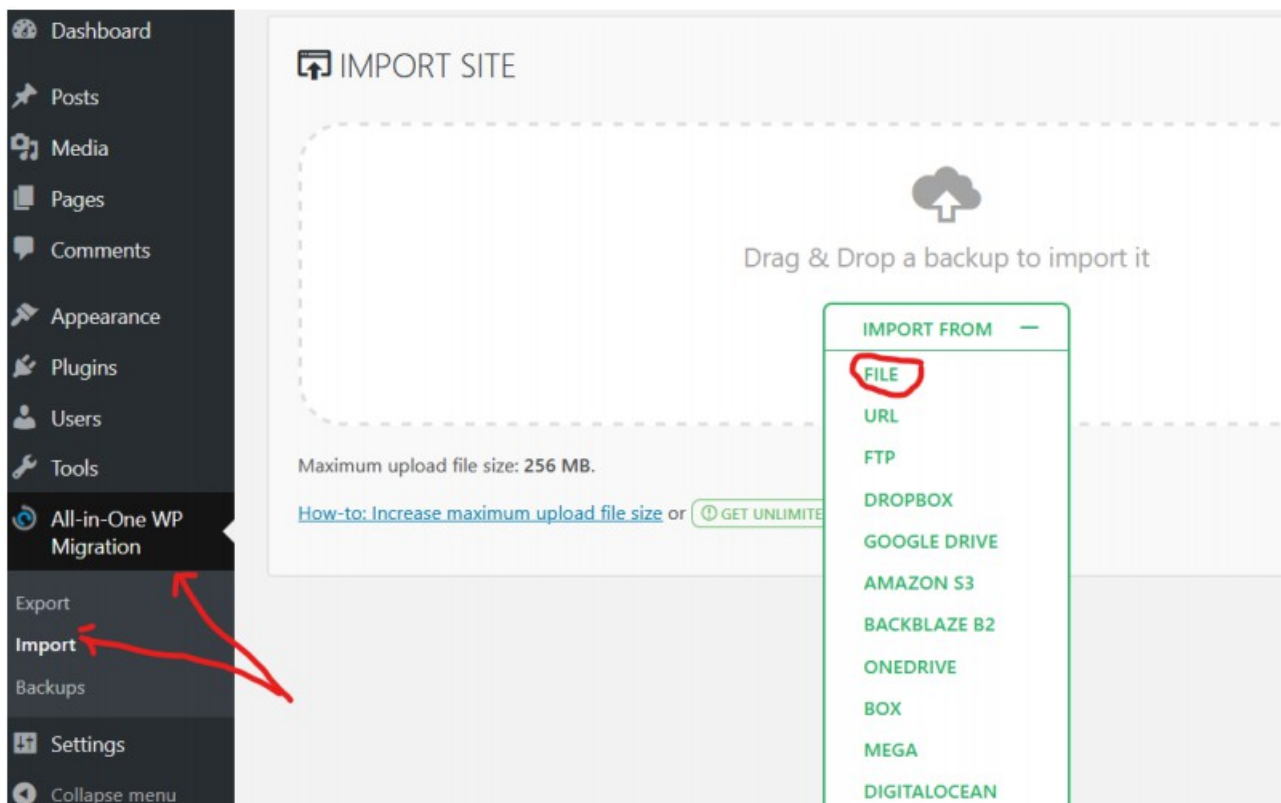 Dashboard
Posts
Media
Pages
Comments
Appearance
Plugins
Users
Tools
All-in-One WP
Migration
Export
Import
Backups
Settings
Collapse menu
IMPORT SITE
Drag & Drop a backup to import it
IMPORT FROM
FILE
URL
FTP
DROPBOX
GOOGLE DRIVE
AMAZON S3
BACKBLAZE B2
ONEDRIVE
BOX
MEGA
DIGITALOCEAN
Maximum upload file size: 256 MB.
How-to: Increase maximum upload file size or GET UNLIMITE